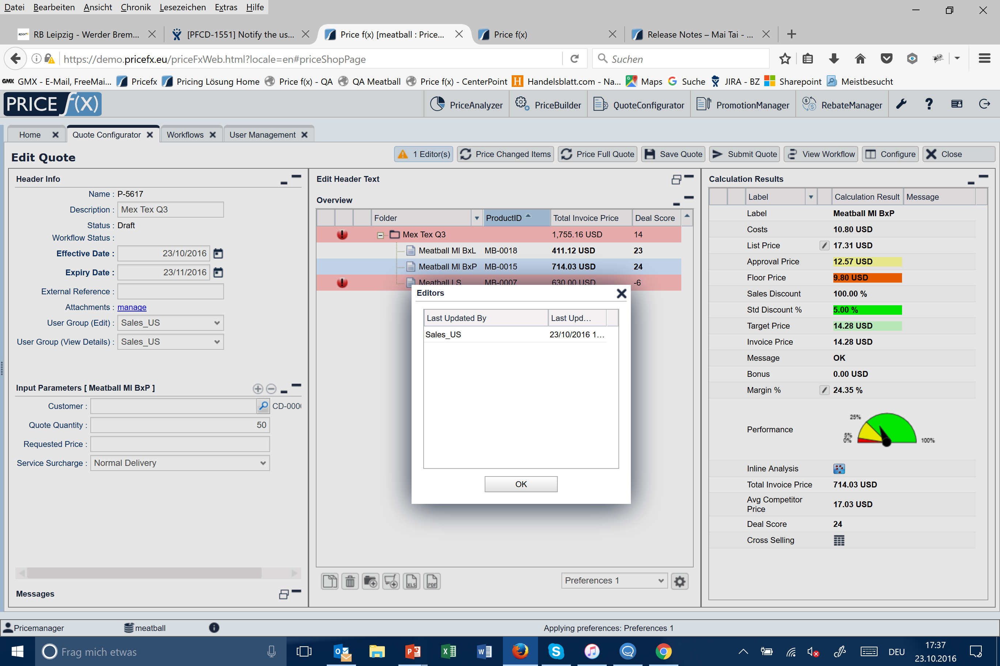 Datei Bearbeiten Ansicht Chronik Lesezeichen Extras Hilfe
sport1 RB Leipzig - Werder Brem... [PFCD-1551] Notify the us... Price f(x) [meatball : Price... Price f(x) Release Notes – Mai Tai - ...
https://demo.pricefx.eu/priceFxWeb.html?locale=en#priceShopPage Suchen
GMX GMX - E-Mail, FreeMai... Pricefx Pricing Lösung Home Price f(x) - QA QA Meatball Price f(x) - CenterPoint H Handelsblatt.com - Na... Maps Suche JIRA - BZ Sharepoint Meistbesucht
PRICE f(X) PriceAnalyzer PriceBuilder QuoteConfigurator PromotionManager RebateManager
Home Quote Configurator Workflows User Management
Edit Quote 1 Editor(s) Price Changed Items Price Full Quote Save Quote Submit Quote View Workflow Configure Close
Header Info
Name : P-5617
Description : Mex Tex Q3
Status : Draft
Workflow Status :
Effective Date : 23/10/2016
Expiry Date : 23/11/2016
External Reference :
Attachments : manage
User Group (Edit) : Sales_US
User Group (View Details) : Sales_US
Input Parameters [ Meatball MI BxP ]
Customer : CD-000
Quote Quantity : 50
Requested Price :
Service Surcharge : Normal Delivery
Messages
Edit Header Text
Overview
Folder ProductID Total Invoice Price Deal Score
Mex Tex Q3 1,755.16 USD 14
Meatball MI BxL MB-0018 411.12 USD 23
Meatball MI BxP MB-0015 714.03 USD 24
Meatball LS MB-0007 630.00 USD -6
Editors
Last Updated By Last Upd...
Sales_US 23/10/2016 1...
OK
XLS PDF Preferences 1
Calculation Results
Label Calculation Result Message
Label Meatball MI BxP
Costs 10.80 USD
List Price 17.31 USD
Approval Price 12.57 USD
Floor Price 9.80 USD
Sales Discount 100.00 %
Std Discount % 5.00 %
Target Price 14.28 USD
Invoice Price 14.28 USD
Message OK
Bonus 0.00 USD
Margin % 24.35 %
Performance
25%
5%
0% 100%
Inline Analysis
Total Invoice Price 714.03 USD
Avg Competitor
Price 17.03 USD
Deal Score 24
Cross Selling
Pricemanager meatball Applying preferences: Preferences 1
Frag mich etwas DEU 17:37
23.10.2016